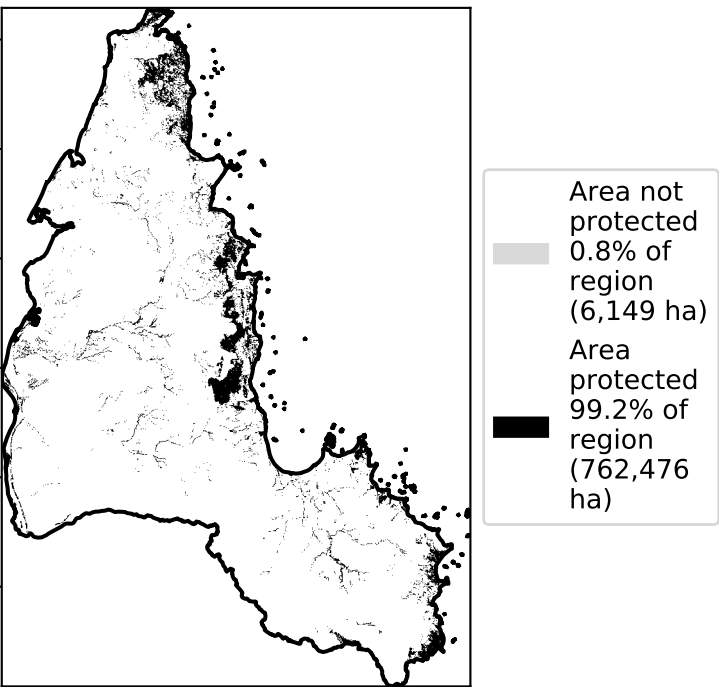 Area not
protected
0.8% of
region
(6,149 ha)
Area
protected
99.2% of
region
(762,476
ha)